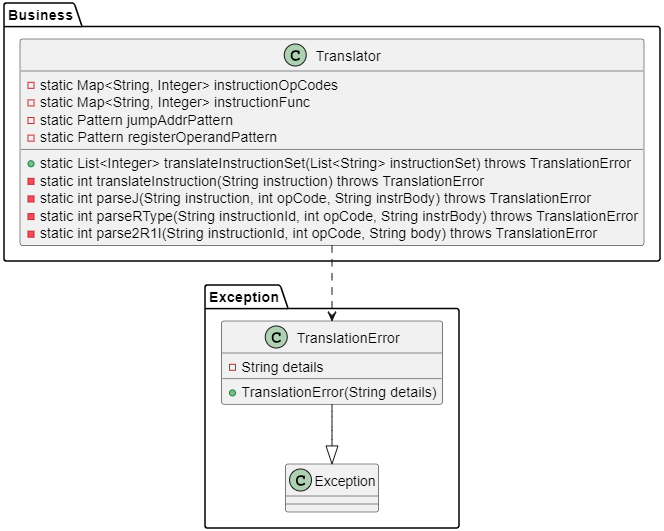 Business
C Translator
static Map<String, Integer> instructionOpCodes
static Map<String, Integer> instructionFunc
static Pattern jumpAddrPattern
static Pattern registerOperandPattern
static List<Integer> translateInstructionSet(List<String> instructionSet) throws TranslationError
static int translateInstruction(String instruction) throws TranslationError
static int parseJ(String instruction, int opCode, String instrBody) throws TranslationError
static int parseRType(String instructionId, int opCode, String instrBody) throws TranslationError
static int parse2R1I(String instructionId, int opCode, String body) throws TranslationError
Exception
C TranslationError
String details
TranslationError(String details)
C Exception